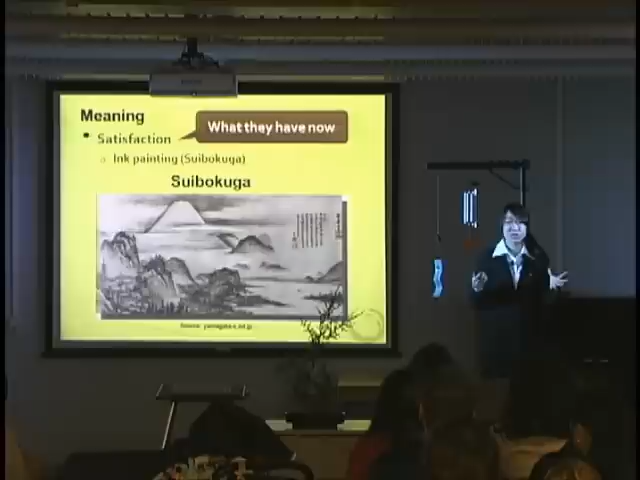 Meaning
• Satisfaction
What they have now
○ Ink painting (Suibokuga)
Suibokuga